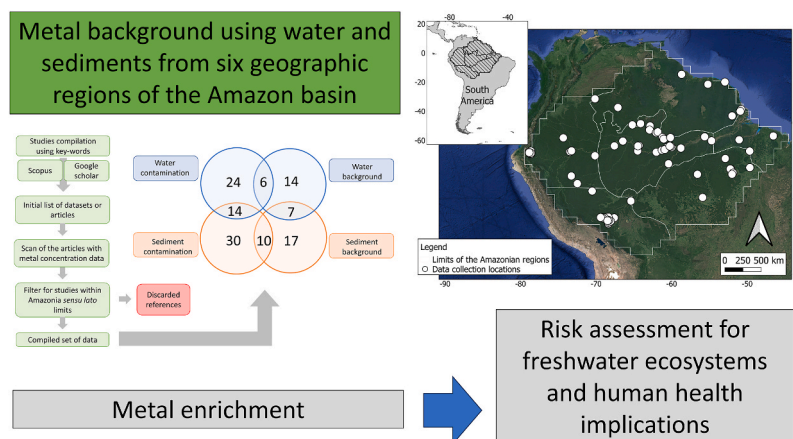 Metal background using water and
sediments from six geographic
regions of the Amazon basin
Studies compilation
using key-words
Scopus
Google
scholar
Initial list of datasets or
articles
Scan of the articles with
metal concentration data
Filter for studies within
Amazonia sensu lato
limits
Discarded
references
Compiled set of data
Water
contamination
24
6
14
Water
background
14
7
Sediment
contamination
30
10
17
Sediment
background
-80
-40
20
0
-20
-40
-60
South
America
Legend
Limits of the Amazonian regions
Data collection locations
0 250 500 km
-90
-80
-70
-60
-50
Metal enrichment
Risk assessment for
freshwater ecosystems
and human health
implications